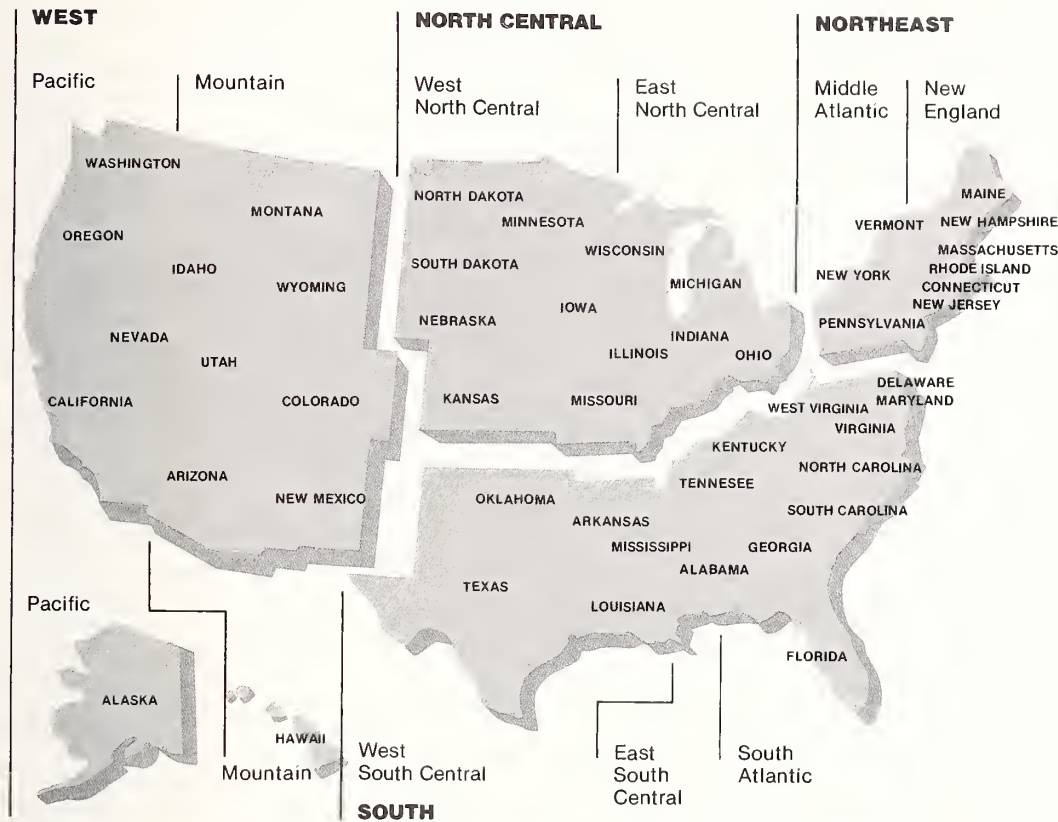 WEST
NORTH CENTRAL
NORTHEAST
Pacific
Mountain
West
North Central
East
North Central
Middle
Atlantic
New
England
WASHINGTON
MONTANA
OREGON
IDAHO
WYOMING
NEVADA
UTAH
CALIFORNIA
COLORADO
ARIZONA
NEW MEXICO
NORTH DAKOTA
MINNESOTA
WISCONSIN
SOUTH DAKOTA
MICHIGAN
IOWA
NEBRASKA
INDIANA
ILLINOIS
OHIO
KANSAS
MISSOURI
MAINE
VERMONT
NEW HAMPSHIRE
MASSACHUSETTS
RHODE ISLAND
NEW YORK
CONNECTICUT
NEW JERSEY
PENNSYLVANIA
DELAWARE
MARYLAND
WEST VIRGINIA
VIRGINIA
KENTUCKY
NORTH CAROLINA
TENNESEE
OKLAHOMA
SOUTH CAROLINA
ARKANSAS
MISSISSIPPI
GEORGIA
ALABAMA
TEXAS
LOUISIANA
FLORIDA
Pacific
ALASKA
HAWAII
Mountain
West
South Central
East
South
Central
South
Atlantic
SOUTH